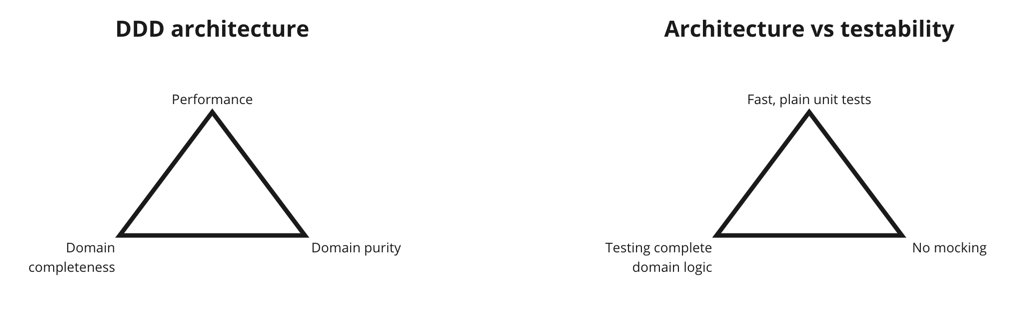 DDD architecture
Performance
Domain
completeness
Domain purity
Architecture vs testability
Fast, plain unit tests
Testing complete
domain logic
No mocking